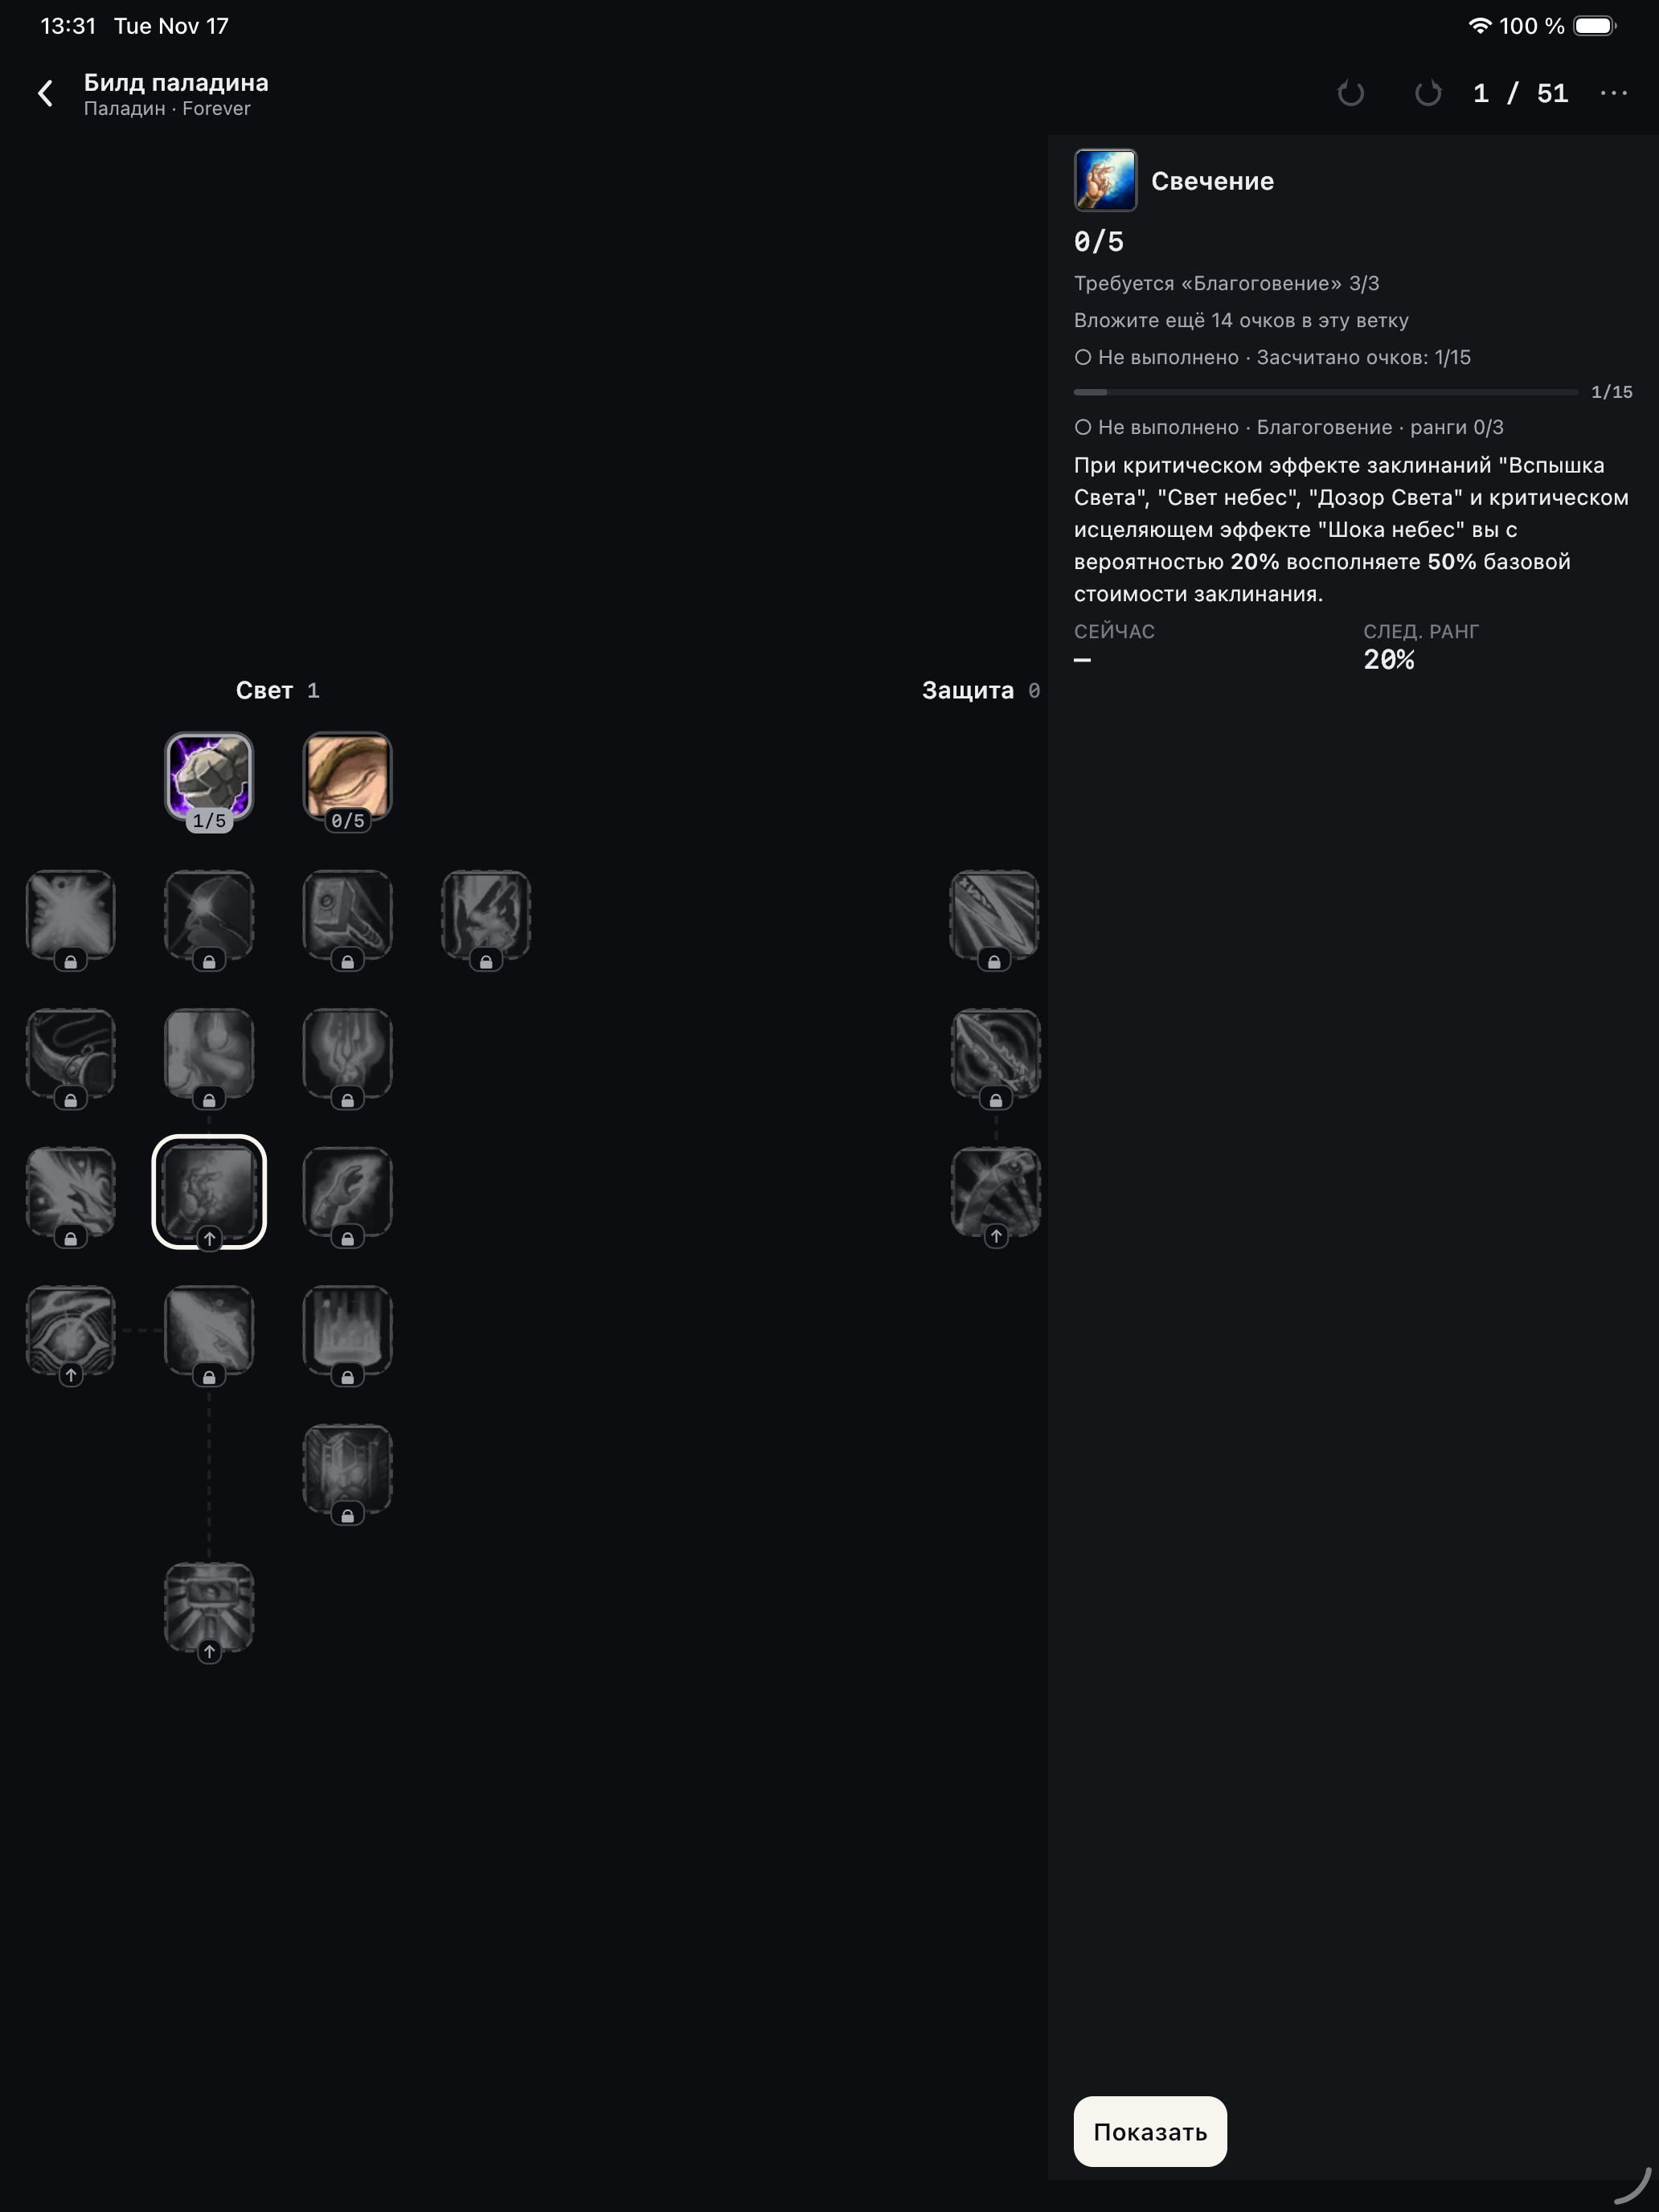 13:31 Tue Nov 17
100 %
Билд паладина
Паладин · Forever
1 / 51
Свечение
0/5
Требуется «Благоговение» 3/3
Вложите ещё 14 очков в эту ветку
Не выполнено · Засчитано очков: 1/15
1/15
Не выполнено · Благоговение · ранги 0/3
При критическом эффекте заклинаний "Вспышка
Света", "Свет небес", "Дозор Света" и критическом
исцеляющем эффекте "Шока небес" вы с
вероятностью 20% восполняете 50% базовой
стоимости заклинания.
СЕЙЧАС СЛЕД. РАНГ
— 20%
Свет 1 Защита 0
1/5 0/5
Показать